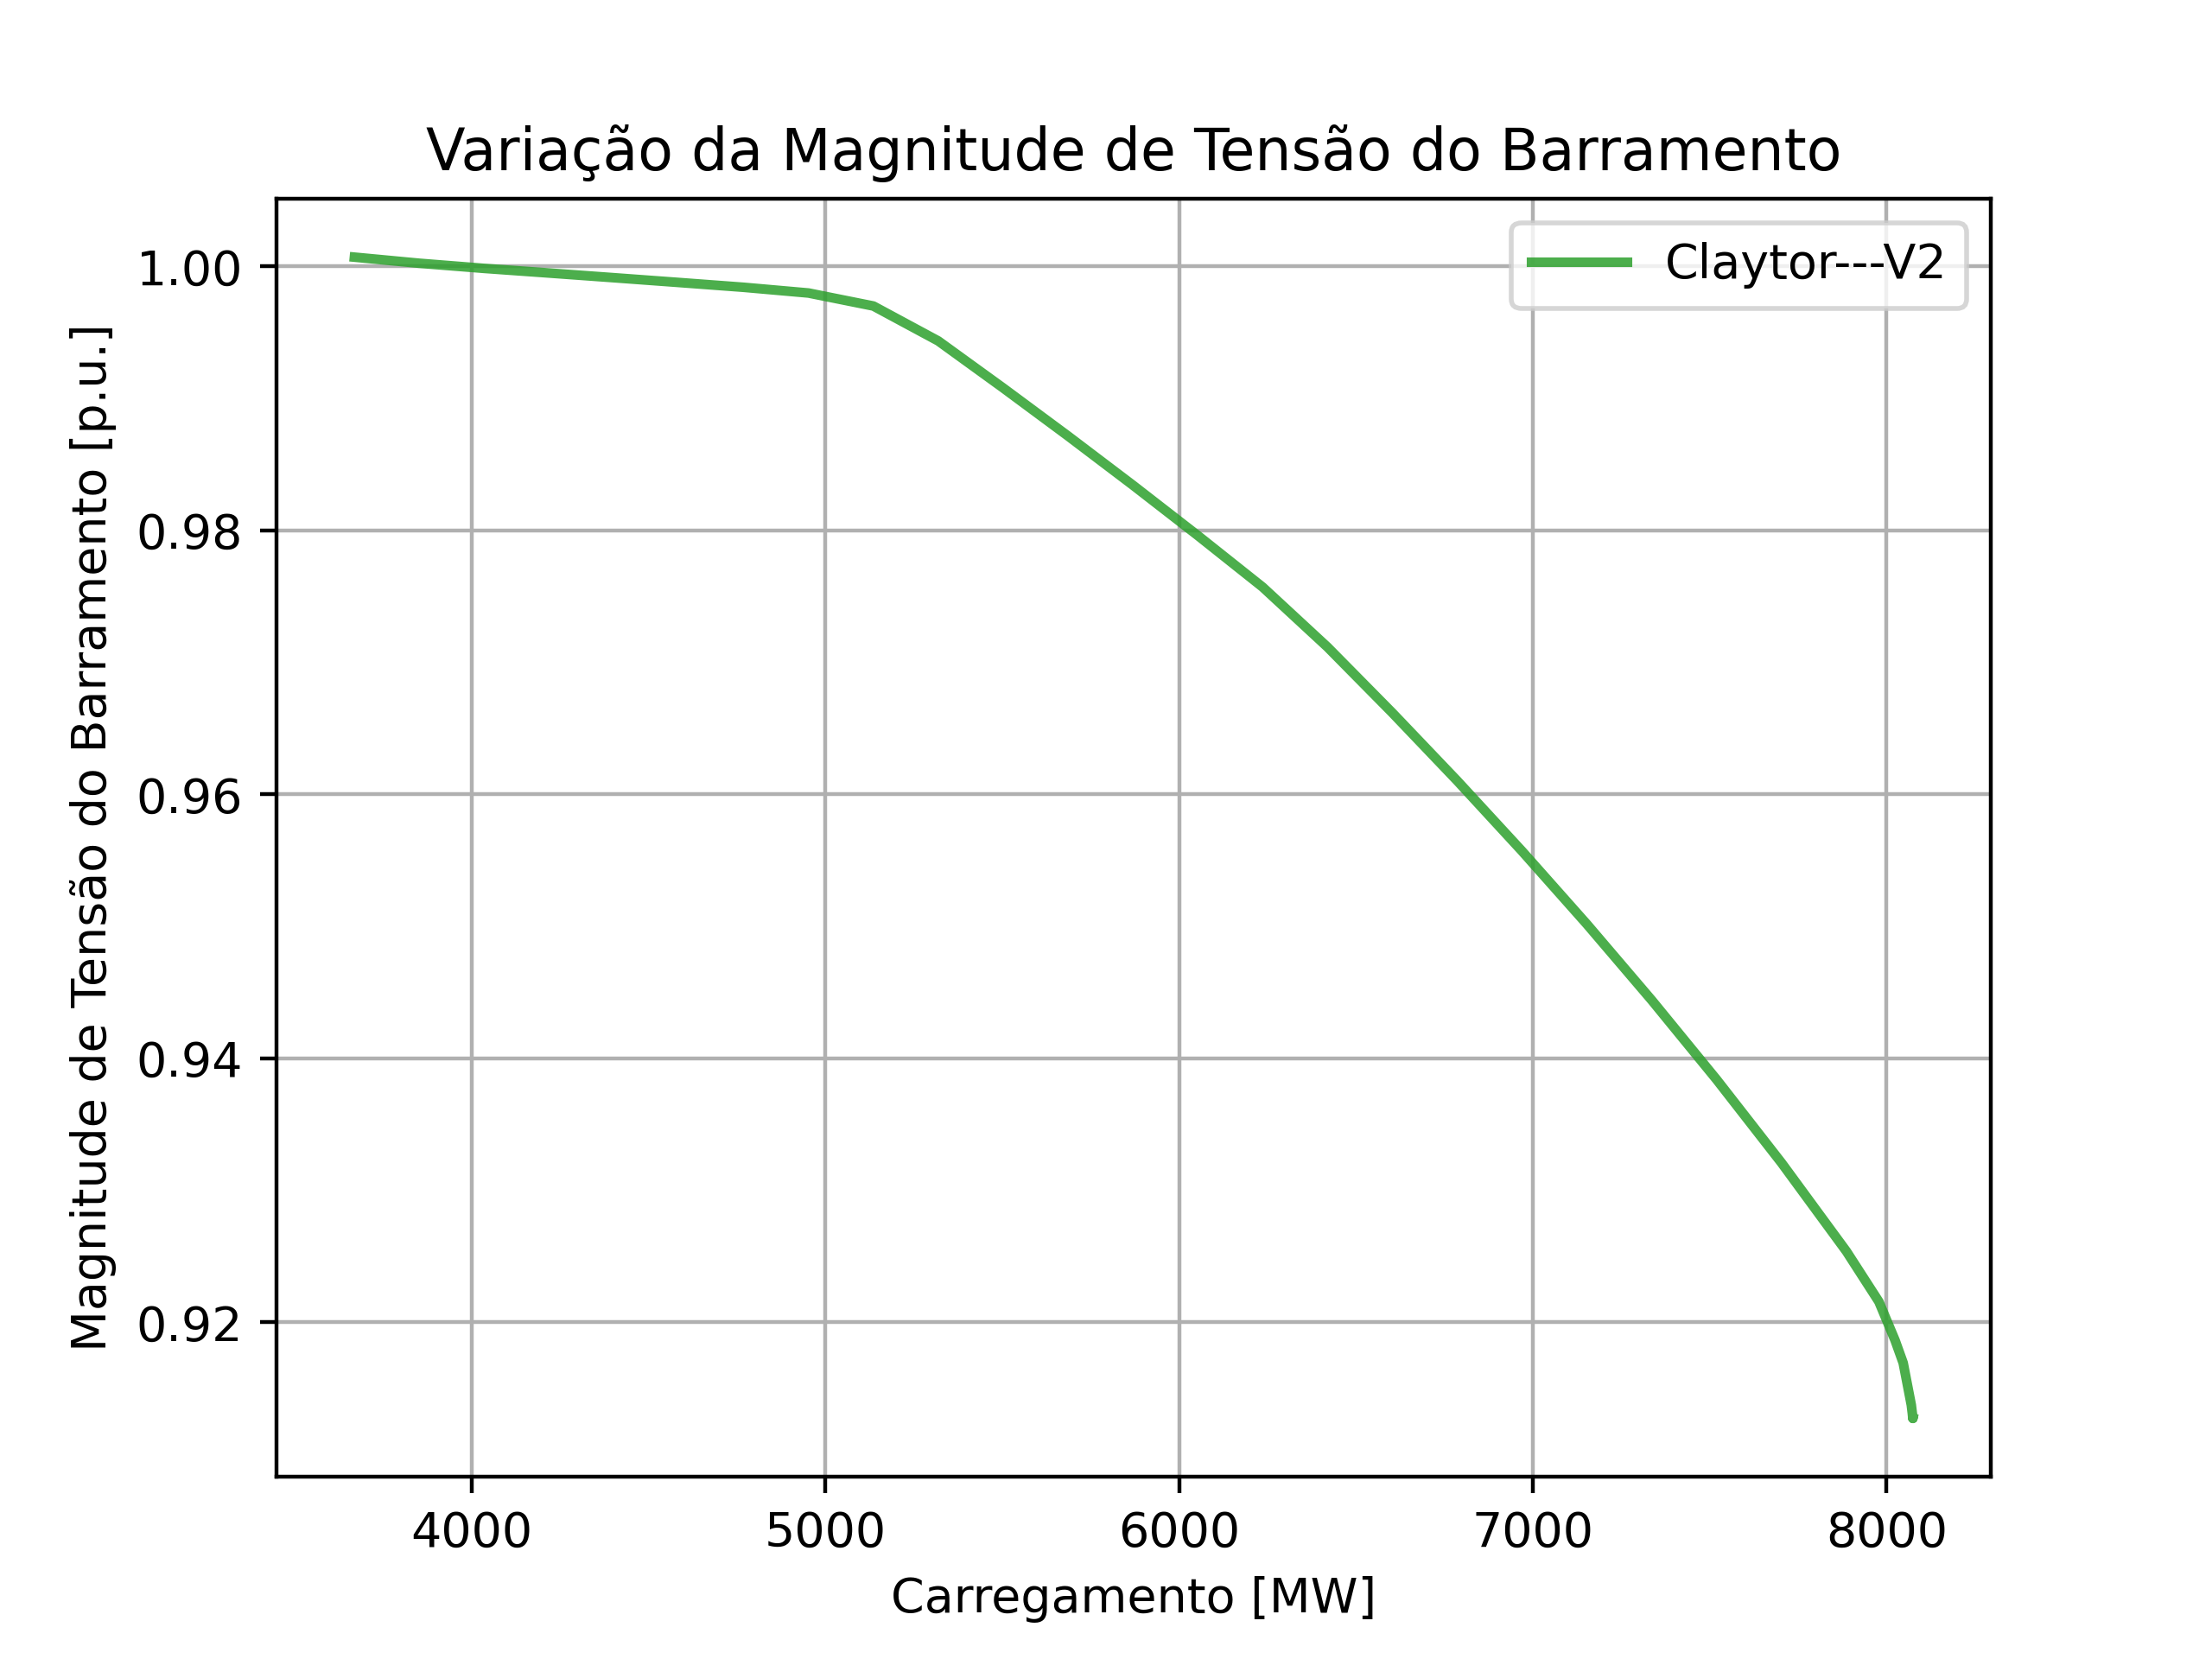 Variação da Magnitude de Tensão do Barramento
Claytor---V2
Magnitude de Tensão do Barramento [p.u.]
1.00
0.98
0.96
0.94
0.92
4000 5000 6000 7000 8000
Carregamento [MW]